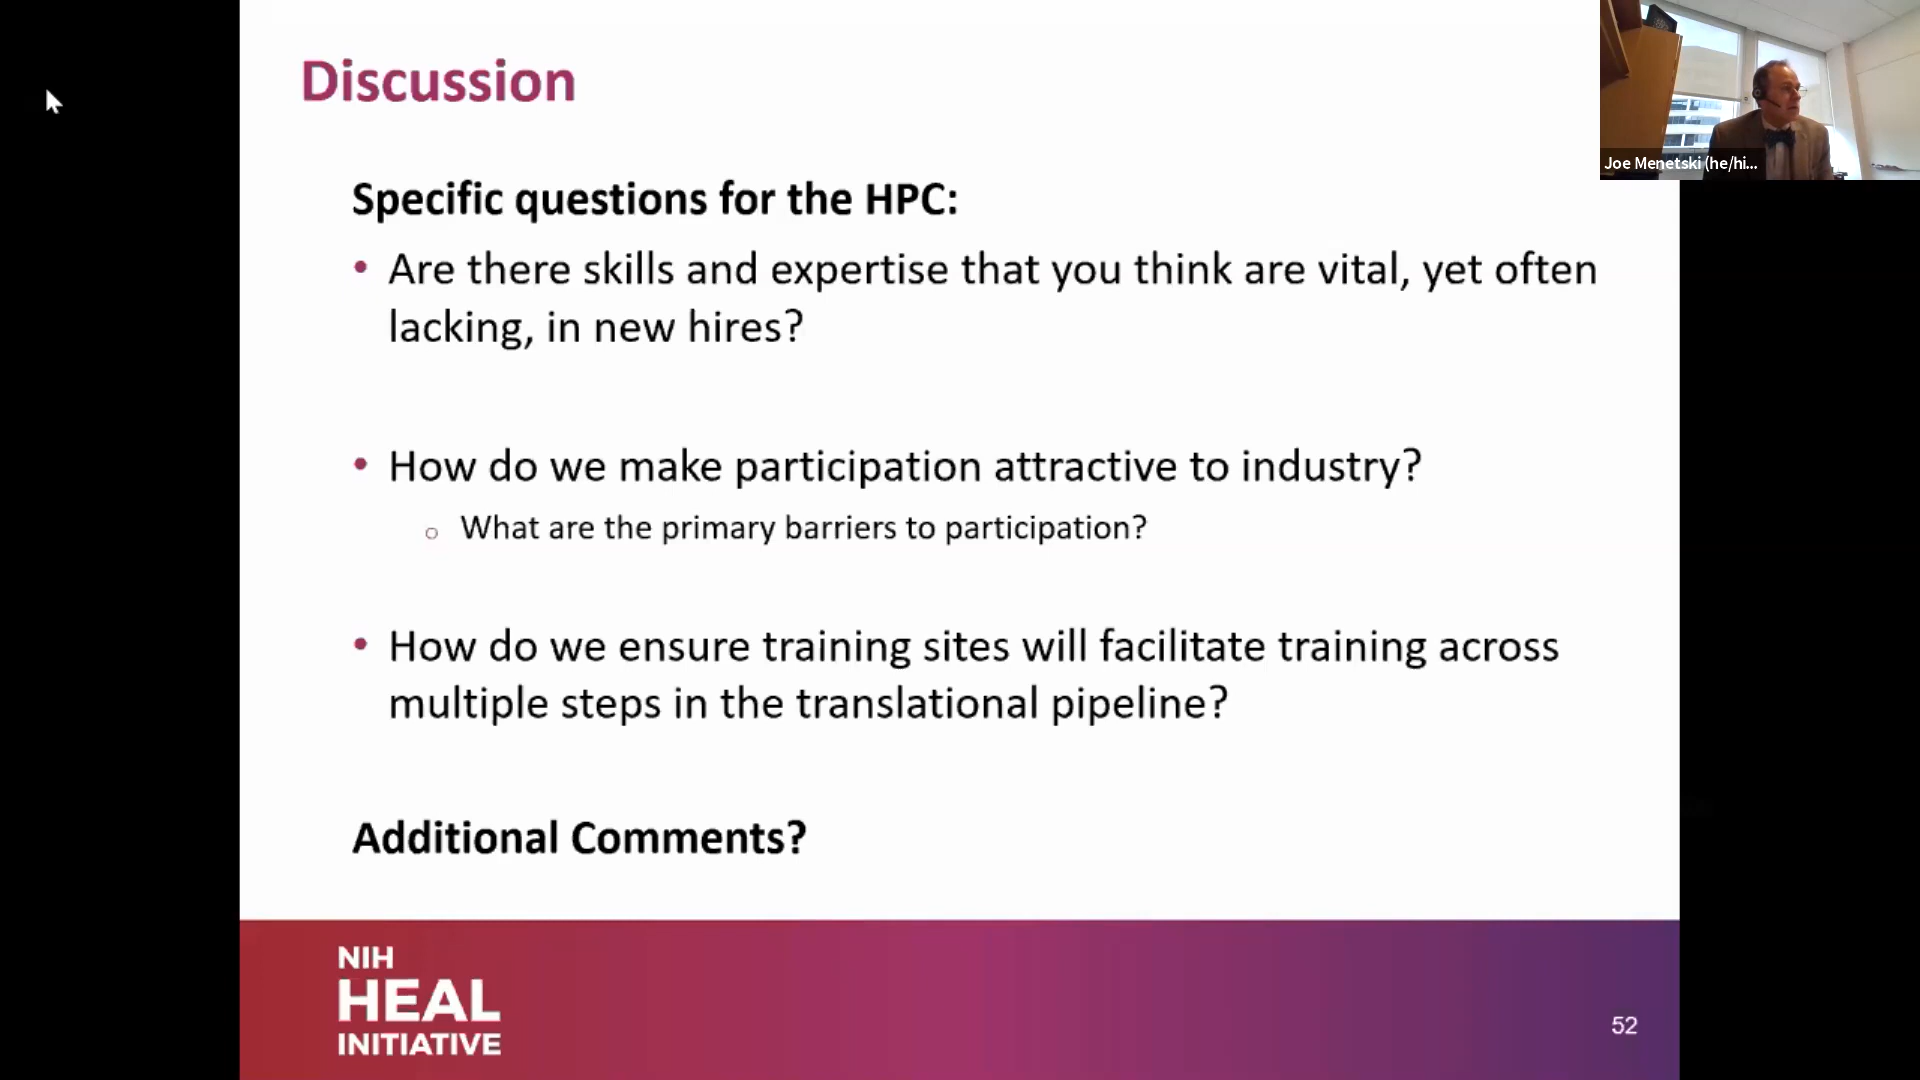 Discussion
Joe Menetski (he/hi...
Specific questions for the HPC:
• Are there skills and expertise that you think are vital, yet often
lacking, in new hires?
• How do we make participation attractive to industry?
o What are the primary barriers to participation?
• How do we ensure training sites will facilitate training across
multiple steps in the translational pipeline?
Additional Comments?
NIH
HEAL
INITIATIVE
52